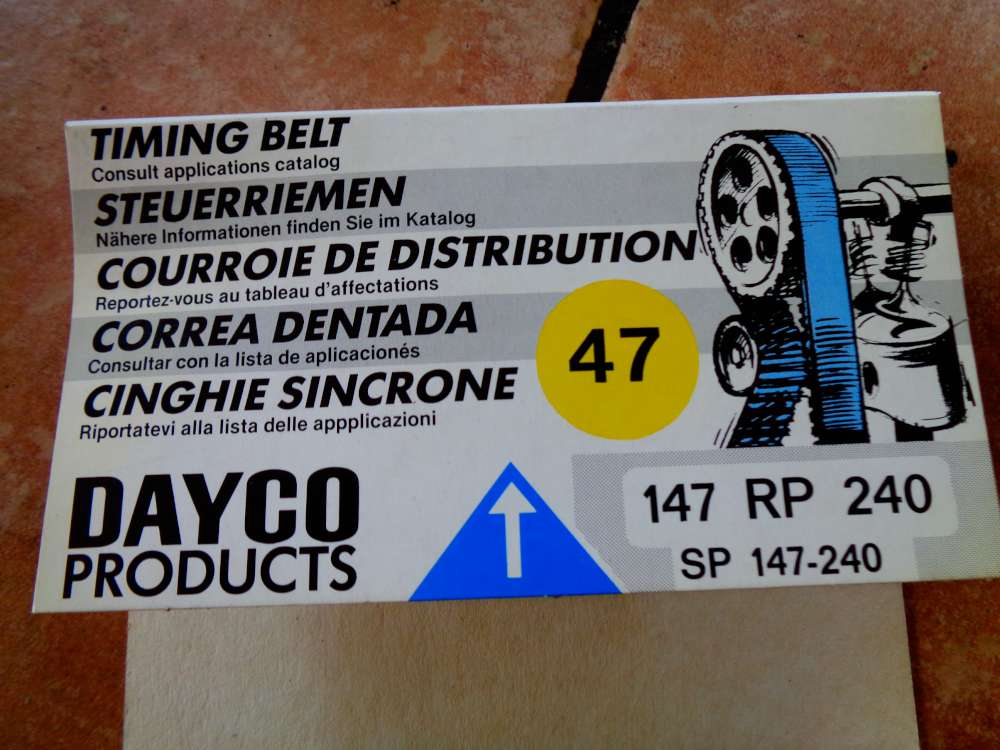 TIMING BELT
Consult applications catalog
STEUERRIEMEN
Nähere Informationen finden Sie im Katalog
COURROIE DE DISTRIBUTION
Reportez-vous au tableau d'affectations
CORREA DENTADA
Consultar con la lista de aplicacionés
CINGHIE SINCRONE
Riportatevi alla lista delle appplicazioni
47
DAYCO
PRODUCTS
147 RP 240
SP 147-240